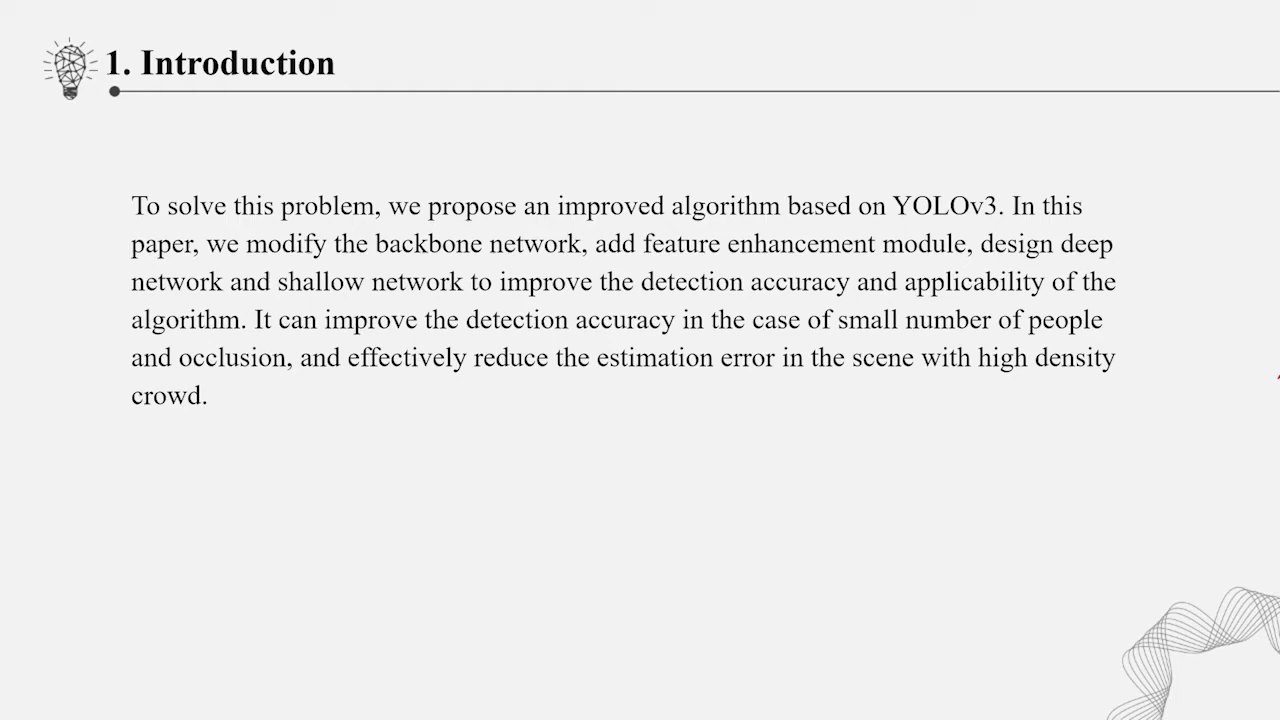 1. Introduction
To solve this problem, we propose an improved algorithm based on YOLOv3. In this
paper, we modify the backbone network, add feature enhancement module, design deep
network and shallow network to improve the detection accuracy and applicability of the
algorithm. It can improve the detection accuracy in the case of small number of people
and occlusion, and effectively reduce the estimation error in the scene with high density
crowd.